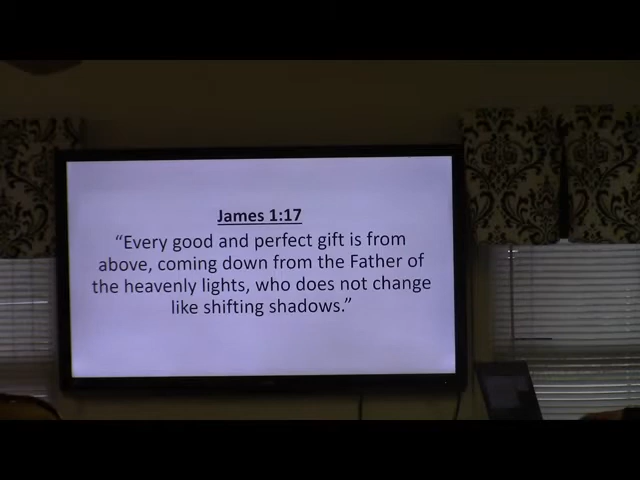 James 1:17
“Every good and perfect gift is from
above, coming down from the Father of
the heavenly lights, who does not change
like shifting shadows.”